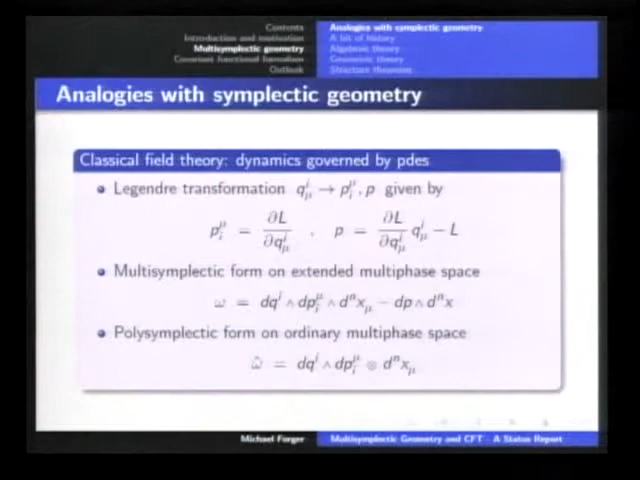 Contents
Introduction and motivation
Multisymplectic geometry
Covariant functional formalism
Outlook
Analogies with symplectic geometry
A bit of history
Algebraic theory
Geometric theory
Structure theorems
Analogies with symplectic geometry
Classical field theory: dynamics governed by pdes
• Legendre transformation q^i_μ → p^μ_i, p given by
p^μ_i = ∂L/∂q^i_μ , p = ∂L/∂q^i_μ q^i_μ − L
• Multisymplectic form on extended multiphase space
ω = dq^i ∧ dp^μ_i ∧ d^n x_μ − dp ∧ d^n x
• Polysymplectic form on ordinary multiphase space
ω̂ = dq^i ∧ dp^μ_i ⊗ d^n x_μ
Michael Forger
Multisymplectic Geometry and CFT - A Status Report